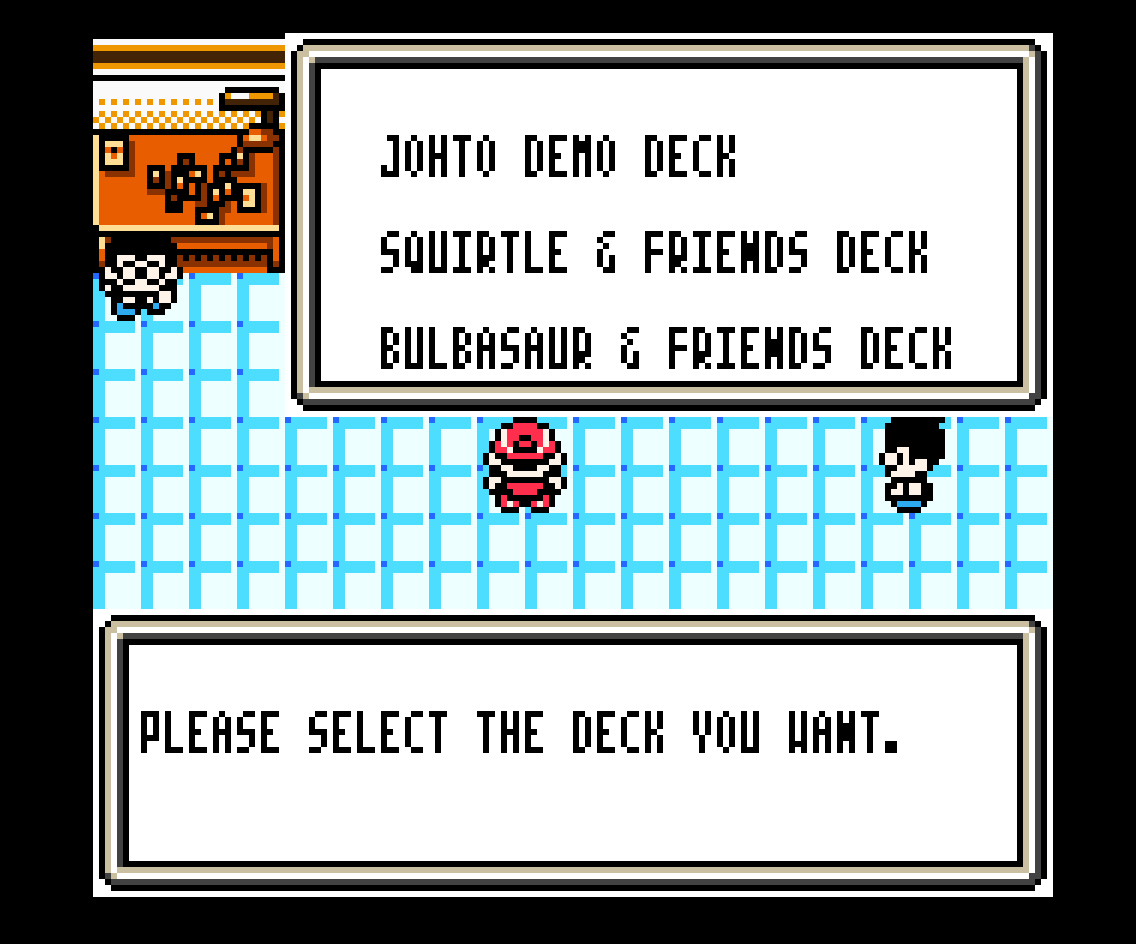 JOHTO DEMO DECK
SQUIRTLE & FRIENDS DECK
BULBASAUR & FRIENDS DECK
PLEASE SELECT THE DECK YOU WANT.